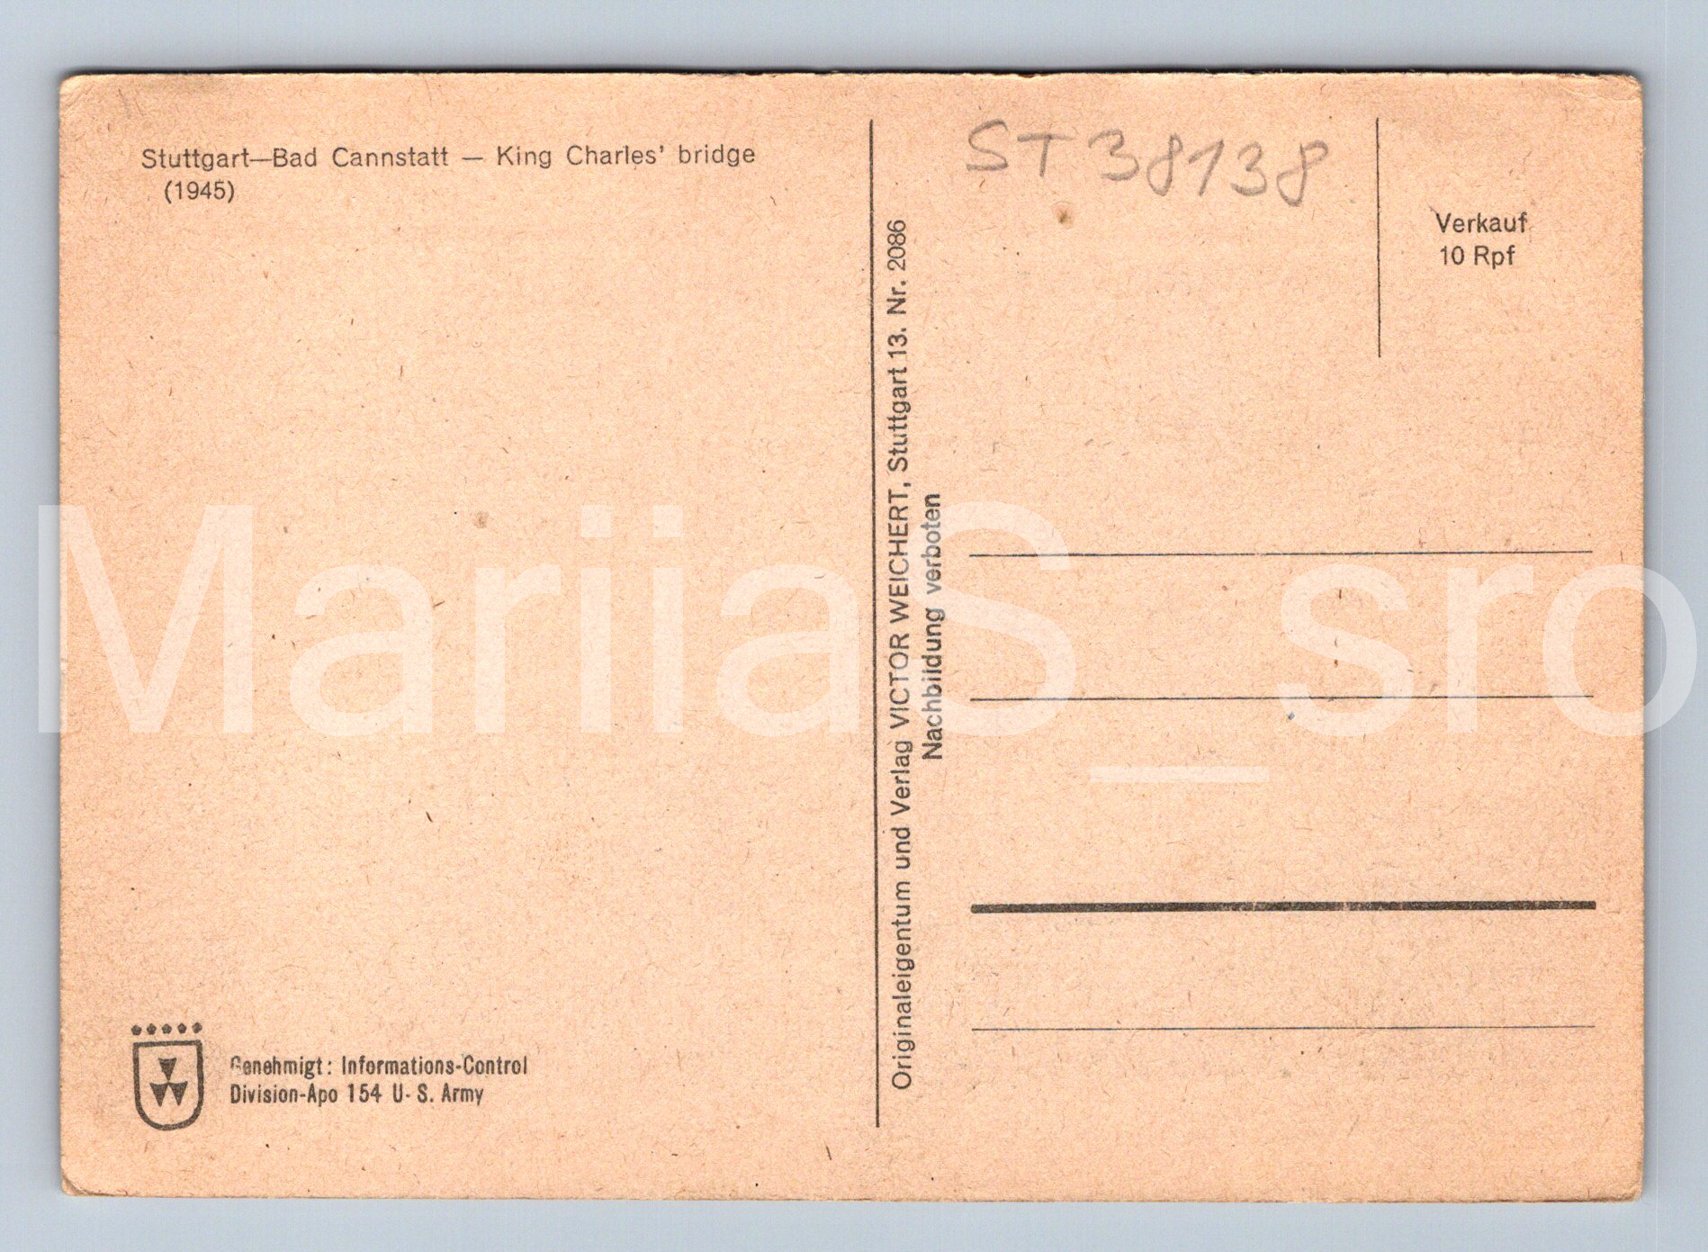 Stuttgart—Bad Cannstatt — King Charles' bridge
(1945)
ST 38138
Verkauf
10 Rpf
Originaleigentum und Verlag VICTOR WEICHERT, Stuttgart 13. Nr. 2086
Nachbildung verboten
MariiaS_sro
Genehmigt: Informations-Control
Division-Apo 154 U- S. Army